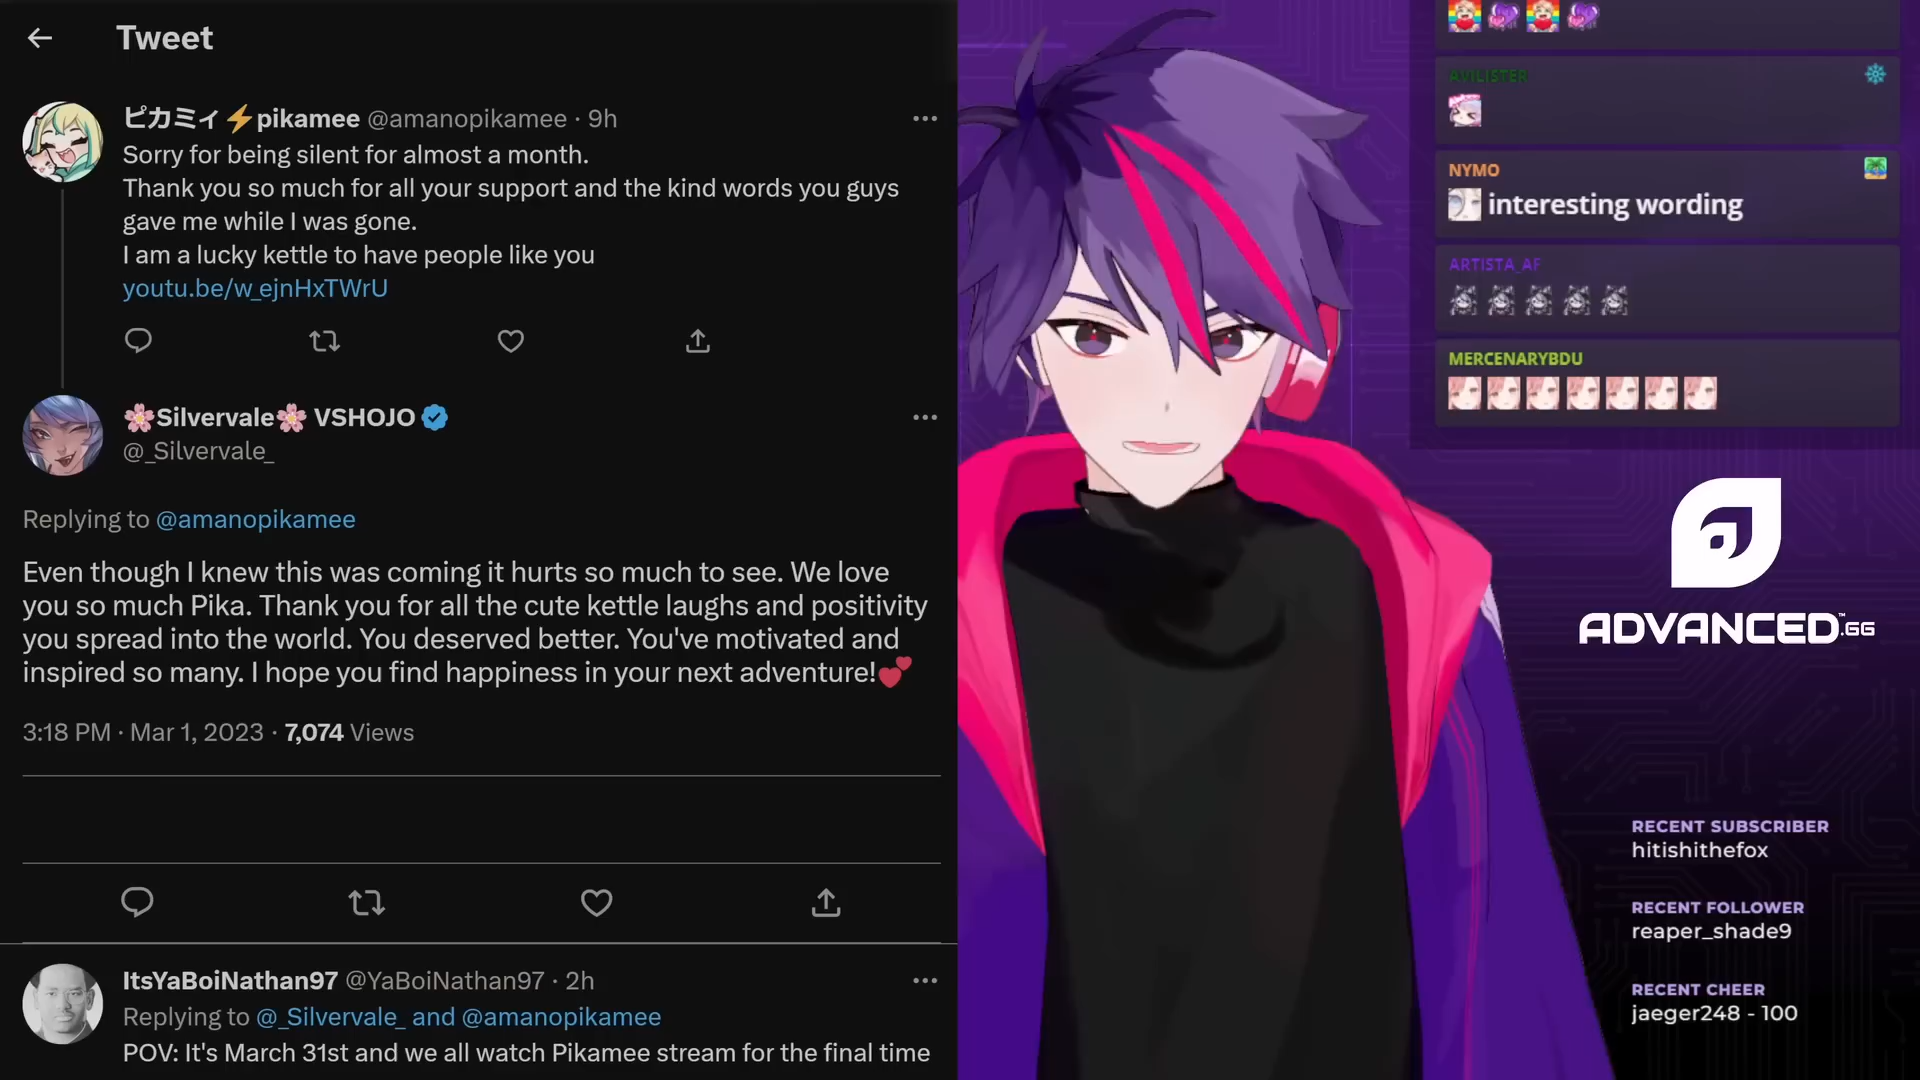 Tweet
ピカミィ⚡pikamee @amanopikamee · 9h
Sorry for being silent for almost a month.
Thank you so much for all your support and the kind words you guys
gave me while I was gone.
I am a lucky kettle to have people like you
youtu.be/w_ejnHxTWrU
🌸Silvervale🌸 VSHOJO
@_Silvervale_
Replying to @amanopikamee
Even though I knew this was coming it hurts so much to see. We love
you so much Pika. Thank you for all the cute kettle laughs and positivity
you spread into the world. You deserved better. You've motivated and
inspired so many. I hope you find happiness in your next adventure!💕
3:18 PM · Mar 1, 2023 · 7,074 Views
ItsYaBoiNathan97 @YaBoiNathan97 · 2h
Replying to @_Silvervale_ and @amanopikamee
POV: It's March 31st and we all watch Pikamee stream for the final time
AVILISTER
NYMO
interesting wording
ARTISTA_AF
MERCENARYBDU
ADVANCED™.GG
RECENT SUBSCRIBER
hitishithefox
RECENT FOLLOWER
reaper_shade9
RECENT CHEER
jaeger248 - 100